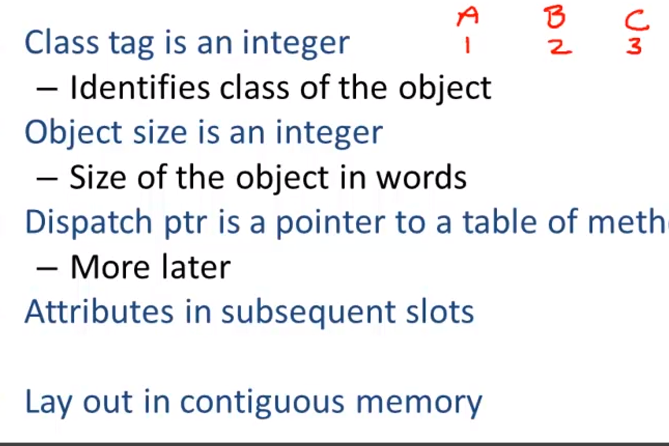 A B C
Class tag is an integer 1 2 3
– Identifies class of the object
Object size is an integer
– Size of the object in words
Dispatch ptr is a pointer to a table of meth
– More later
Attributes in subsequent slots
Lay out in contiguous memory